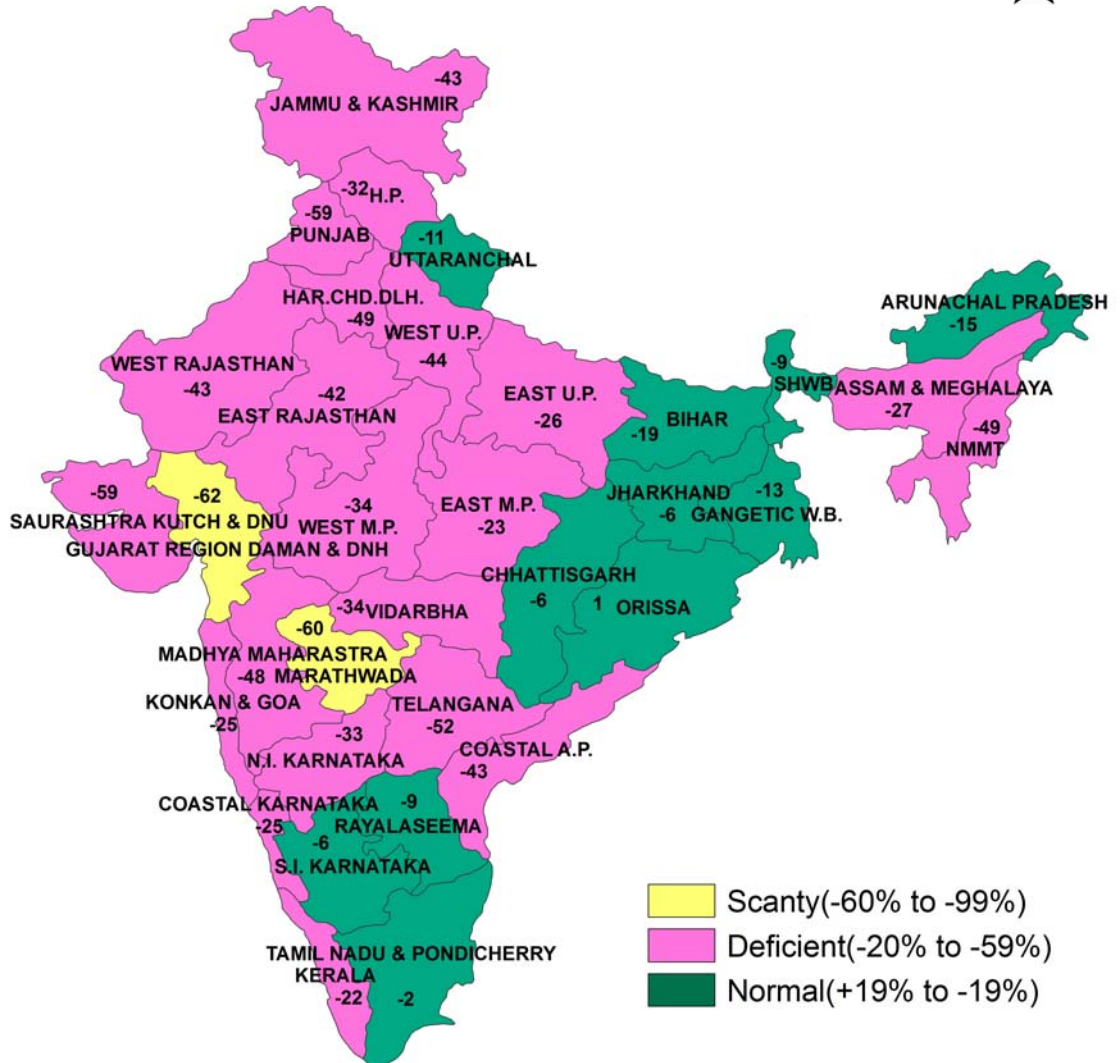 -43
JAMMU & KASHMIR
-32 H.P.
-59
PUNJAB
-11
UTTARANCHAL
HAR.CHD.DLH.
-49
WEST U.P.
-44
ARUNACHAL PRADESH
-15
WEST RAJASTHAN
-43
-42
EAST RAJASTHAN
EAST U.P.
-26
-9
SHWB
ASSAM & MEGHALAYA
-27
-49
NMMT
BIHAR
-19
-59
SAURASHTRA KUTCH & DNU
-62
GUJARAT REGION DAMAN & DNH
-34
WEST M.P.
EAST M.P.
-23
JHARKHAND
-6
-13
GANGETIC W.B.
CHHATTISGARH
-6
1 ORISSA
-34 VIDARBHA
-60
MADHYA MAHARASTRA
-48 MARATHWADA
KONKAN & GOA
-25
TELANGANA
-52
-33
N.I. KARNATAKA
COASTAL A.P.
-43
COASTAL KARNATAKA
-25
-9
RAYALASEEMA
-6
S.I. KARNATAKA
TAMIL NADU & PONDICHERRY
KERALA
-22
-2
Scanty(-60% to -99%)
Deficient(-20% to -59%)
Normal(+19% to -19%)